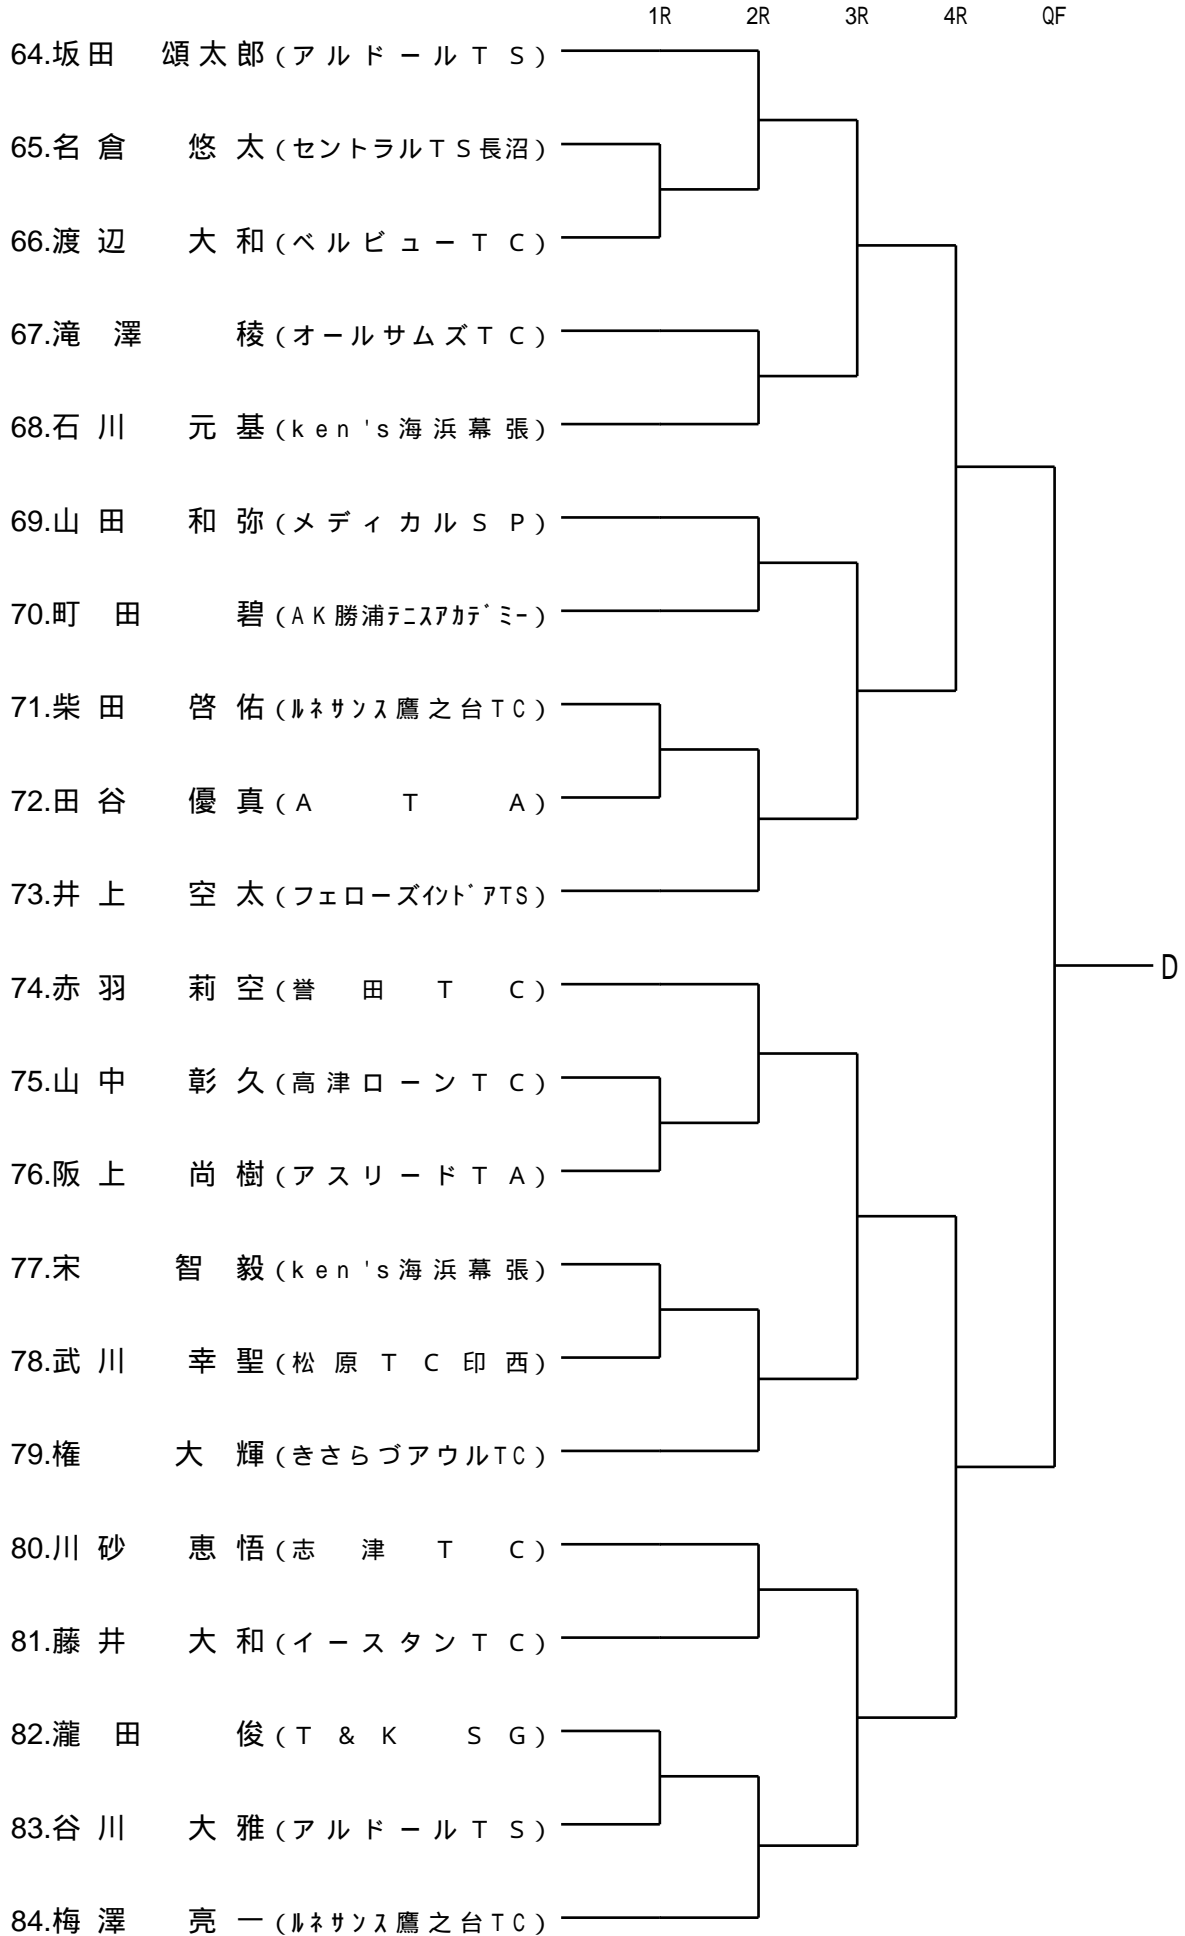 1R 2R 3R 4R QF
64.坂田 頌太郎(アルドールTS)
65.名倉 悠太(セントラルTS長沼)
66.渡辺 大和(ベルビューTC)
67.滝澤 稜(オールサムズTC)
68.石川 元基(ken's海浜幕張)
69.山田 和弥(メディカルSP)
70.町田 碧(AK勝浦ﾃﾆｽｱｶﾃﾞﾐｰ)
71.柴田 啓佑(ﾙﾈｻﾝｽ鷹之台TC)
72.田谷 優真(ATA)
73.井上 空太(フェローズｲﾝﾄﾞｱTS)
D
74.赤羽 莉空(誉田TC)
75.山中 彰久(高津ローンTC)
76.阪上 尚樹(アスリードTA)
77.宋 智毅(ken's海浜幕張)
78.武川 幸聖(松原TC印西)
79.権 大輝(きさらづアウルTC)
80.川砂 恵悟(志津TC)
81.藤井 大和(イースタンTC)
82.瀧田 俊(T&K SG)
83.谷川 大雅(アルドールTS)
84.梅澤 亮一(ﾙﾈｻﾝｽ鷹之台TC)